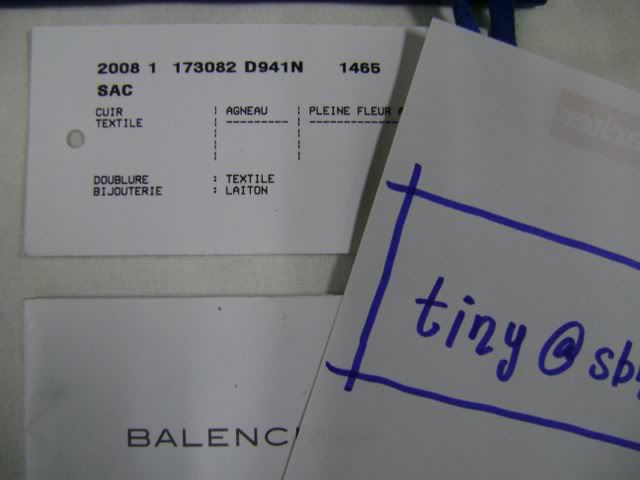 2008 1 173082 D941N 1465
SAC
CUIR | AGNEAU | PLEINE FLEUR
TEXTILE
DOUBLURE : TEXTILE
BIJOUTERIE : LAITON
tiny@sb
BALENC